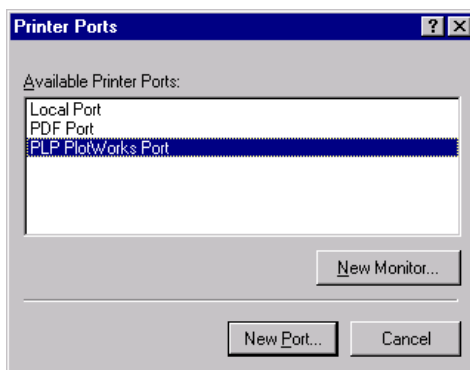 Printer Ports
Available Printer Ports:
Local Port
PDF Port
PLP PlotWorks Port
New Monitor...
New Port...
Cancel